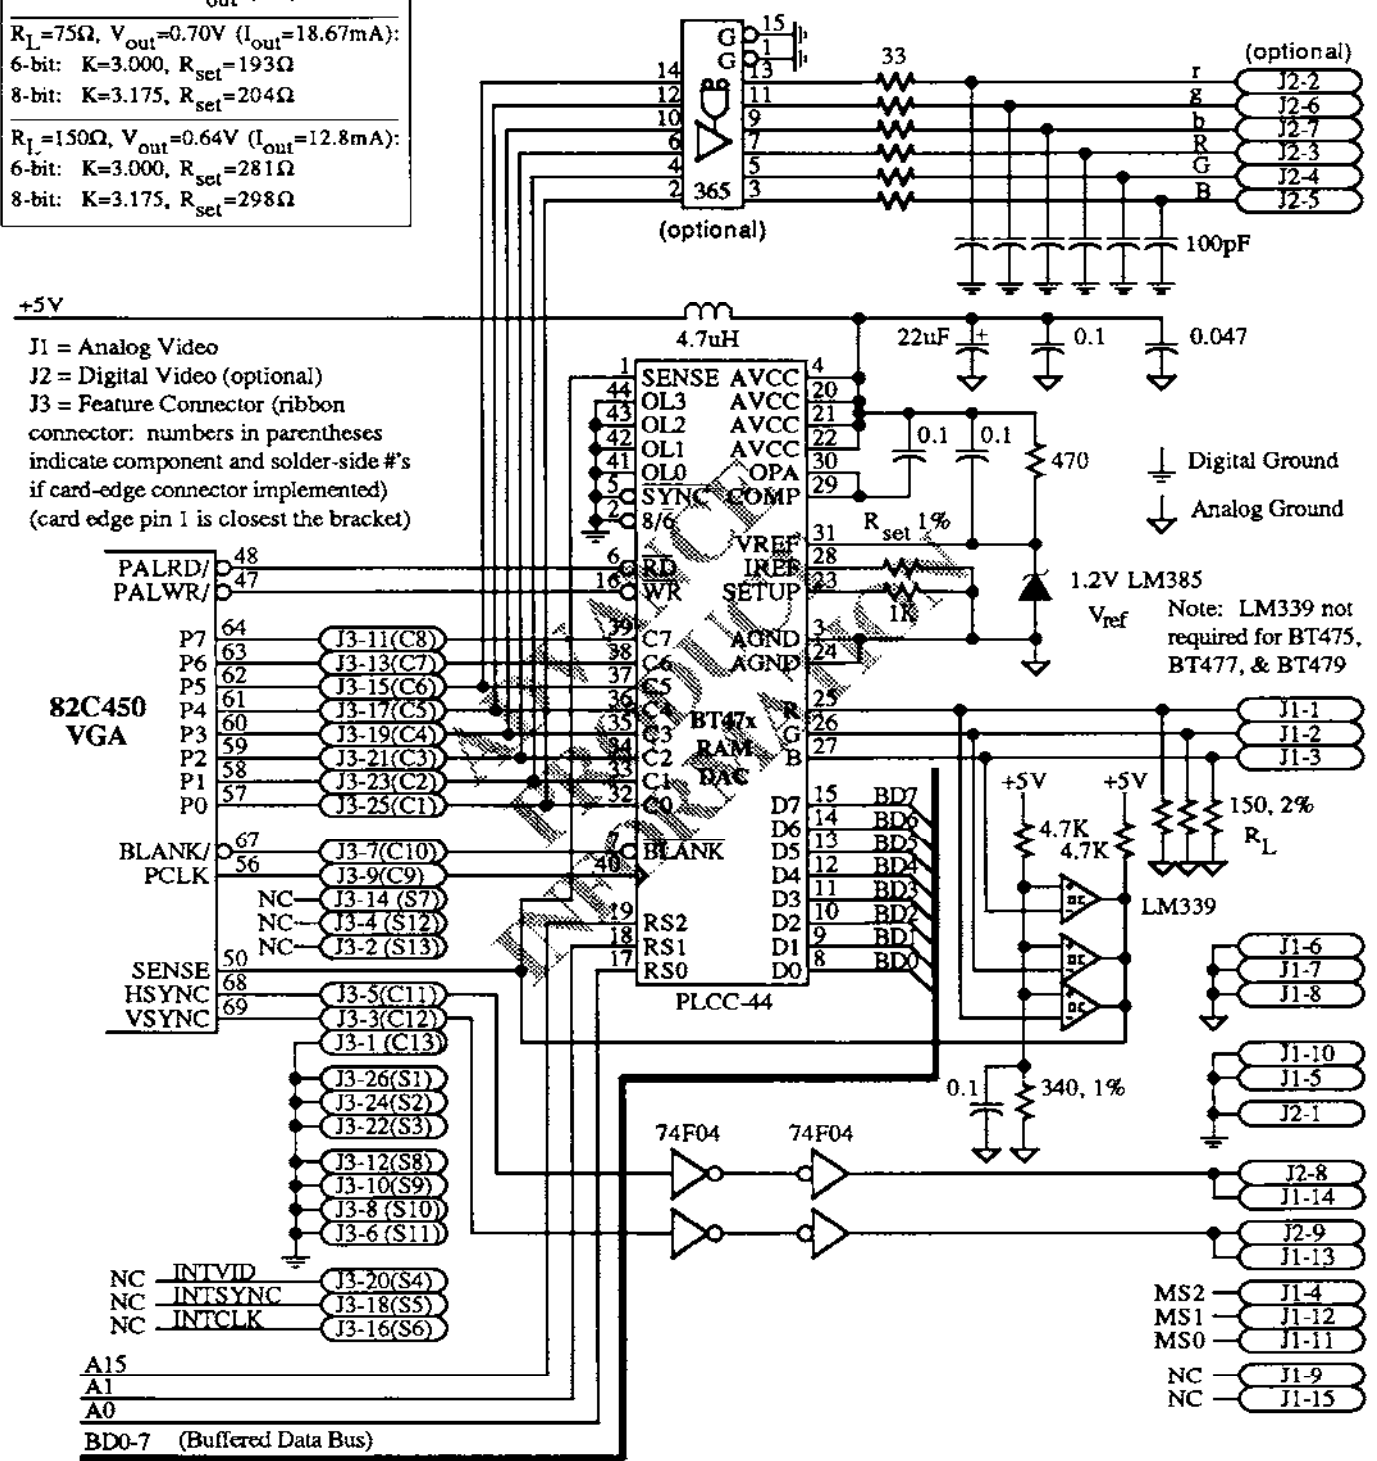 out
R_L=75Ω, V_out=0.70V (I_out=18.67mA):
6-bit: K=3.000, R_set=193Ω
8-bit: K=3.175, R_set=204Ω
R_L=150Ω, V_out=0.64V (I_out=12.8mA):
6-bit: K=3.000, R_set=281Ω
8-bit: K=3.175, R_set=298Ω
G 15
G 1
14 13 33 r (optional) J2-2
12 11 g J2-6
10 9 b J2-7
6 7 R J2-3
4 5 G J2-4
2 365 3 B J2-5
(optional)
100pF
+5V
4.7uH 22uF + 0.1 0.047
J1 = Analog Video
J2 = Digital Video (optional)
J3 = Feature Connector (ribbon
connector: numbers in parentheses
indicate component and solder-side #'s
if card-edge connector implemented)
(card edge pin 1 is closest the bracket)
1 SENSE AVCC 4
44 OL3 AVCC 20
43 OL2 AVCC 21
42 OL1 AVCC 22
41 OL0 OPA 30
5 SYNC COMP 29
2 8/6
0.1 0.1 470
Digital Ground
Analog Ground
R_set 1%
VREF 31
PALRD/ 48 6 RD IREF 28
PALWR/ 47 16 WR SETUP 23
1K
1.2V LM385
V_ref
Note: LM339 not
required for BT475,
BT477, & BT479
P7 64 J3-11(C8) 39 C7 AGND 3
P6 63 J3-13(C7) 38 C6 AGND 24
P5 62 J3-15(C6) 37 C5
P4 61 J3-17(C5) 36 C4 R 25 J1-1
P3 60 J3-19(C4) 35 C3 G 26 J1-2
P2 59 J3-21(C3) 34 C2 B 27 J1-3
P1 58 J3-23(C2) 33 C1
P0 57 J3-25(C1) 32 C0
82C450
VGA
BT47x
RAM
DAC
ADVANCE
PRODUCT
INFORMATION
+5V +5V
4.7K
4.7K
150, 2%
R_L
D7 15 BD7
D6 14 BD6
D5 13 BD5
D4 12 BD4
D3 11 BD3
D2 10 BD2
D1 9 BD1
D0 8 BD0
BLANK/ 67 J3-7(C10) 7 BLANK
PCLK 56 J3-9(C9) 40
NC J3-14 (S7)
NC J3-4 (S12)
NC J3-2 (S13)
19 RS2
18 RS1
17 RS0
PLCC-44
oc
oc
oc
LM339
SENSE 50
HSYNC 68 J3-5(C11)
VSYNC 69 J3-3(C12)
J3-1 (C13)
J3-26(S1)
J3-24(S2)
J3-22(S3)
J3-12(S8)
J3-10(S9)
J3-8 (S10)
J3-6 (S11)
J1-6
J1-7
J1-8
J1-10
J1-5
J2-1
0.1 340, 1%
74F04 74F04
J2-8
J1-14
J2-9
J1-13
NC INTVID J3-20(S4)
NC INTSYNC J3-18(S5)
NC INTCLK J3-16(S6)
MS2 J1-4
MS1 J1-12
MS0 J1-11
NC J1-9
NC J1-15
A15
A1
A0
BD0-7 (Buffered Data Bus)